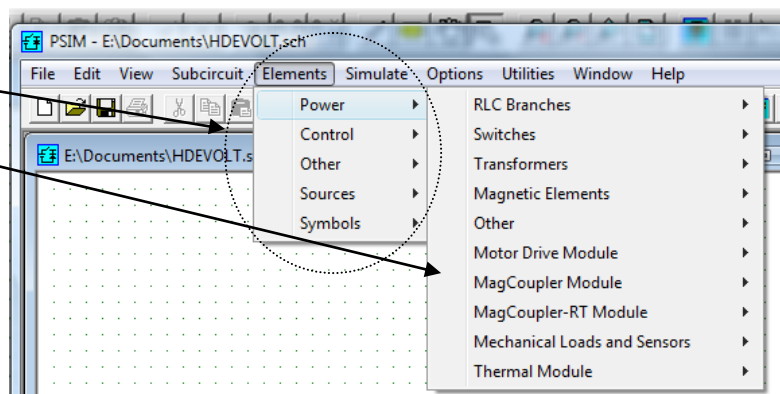 PSIM - E:\Documents\HDEVOLT.sch
File Edit View Subcircuit Elements Simulate Options Utilities Window Help
E:\Documents\HDEVOLT.s
Power
Control
Other
Sources
Symbols
RLC Branches
Switches
Transformers
Magnetic Elements
Other
Motor Drive Module
MagCoupler Module
MagCoupler-RT Module
Mechanical Loads and Sensors
Thermal Module